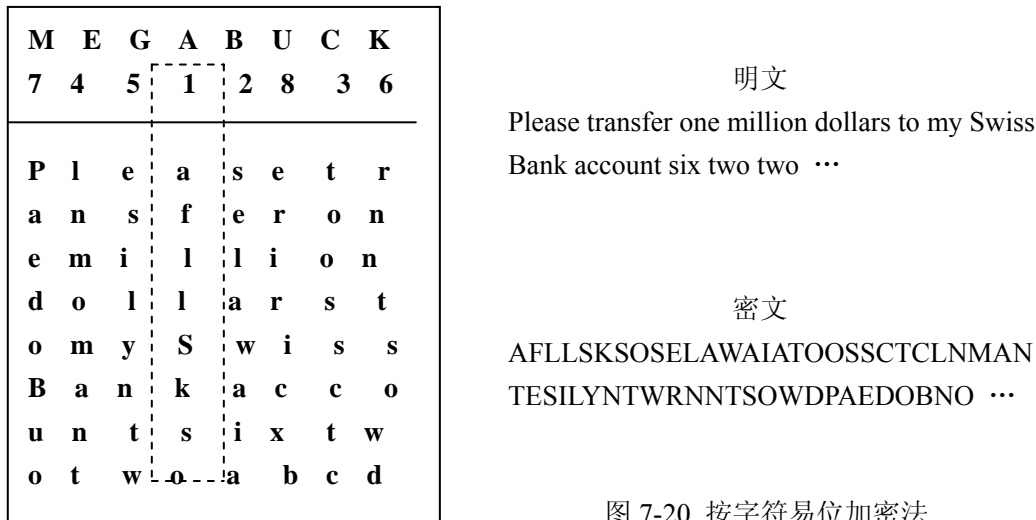 M E G A B U C K
7 4 5 1 2 8 3 6
P l e a s e t r
a n s f e r o n
e m i l l i o n
d o l l a r s t
o m y S w i s s
B a n k a c c o
u n t s i x t w
o t w o a b c d
明文
Please transfer one million dollars to my Swiss
Bank account six two two …
密文
AFLLSKSOSELAWAIATOOSSCTCLNMAN
TESILYNTWRNNTSOWDPAEDOBNO …
图 7-20 按字符易位加密法